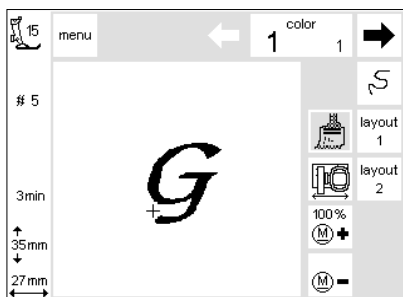 15
menu
color
1 1
S
# 5
layout
1
G
layout
2
3min
100%
M +
35mm
27mm
M -